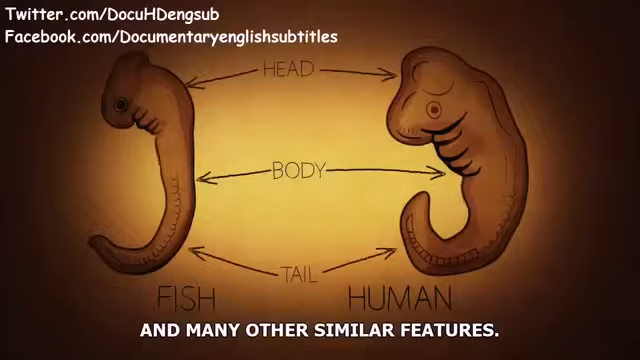 Twitter.com/DocuHDengsub
Facebook.com/Documentaryenglishsubtitles
HEAD
BODY
TAIL
FISH HUMAN
AND MANY OTHER SIMILAR FEATURES.